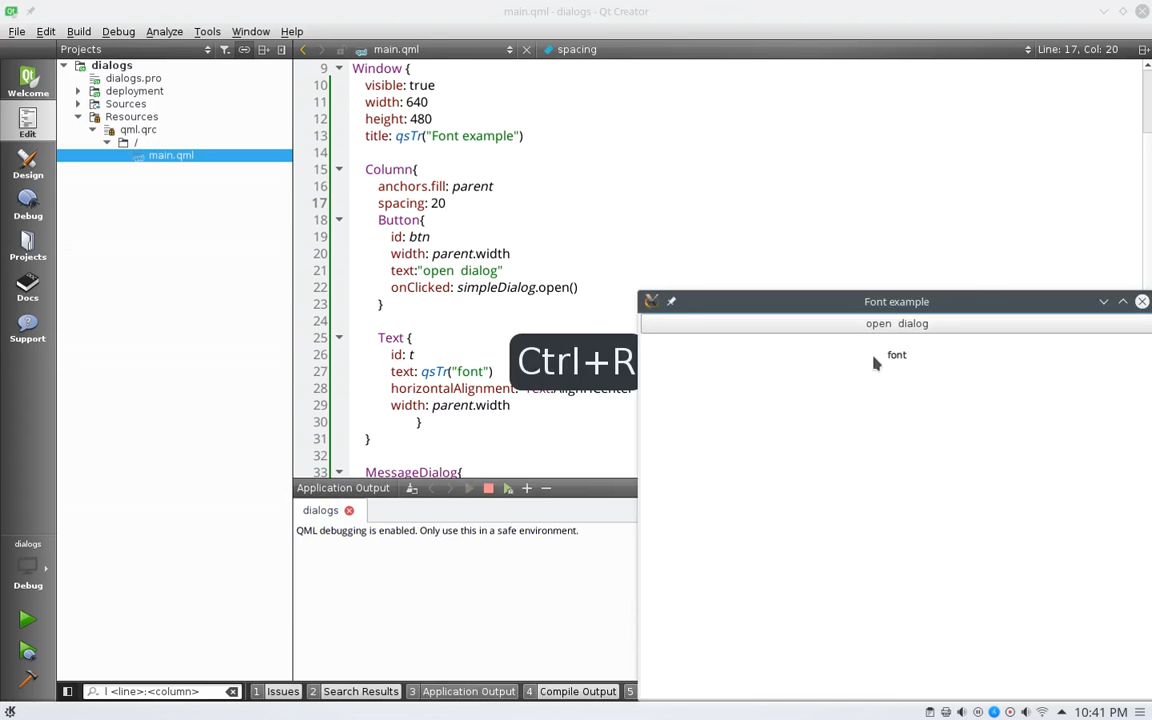 main.qml - dialogs - Qt Creator
File Edit Build Debug Analyze Tools Window Help
Projects main.qml spacing Line: 17, Col: 20
Welcome
Edit
Design
Debug
Projects
Docs
Support
dialogs
Debug
dialogs
dialogs.pro
deployment
Sources
Resources
qml.qrc
/
main.qml
9 Window {
10 visible: true
11 width: 640
12 height: 480
13 title: qsTr("Font example")
14
15 Column{
16 anchors.fill: parent
17 spacing: 20
18 Button{
19 id: btn
20 width: parent.width
21 text:"open dialog"
22 onClicked: simpleDialog.open()
23 }
24
25 Text {
26 id: t
27 text: qsTr("font")
28 horizontalAlignment: Text.AlignHCenter
29 width: parent.width
30 }
31 }
32
33 MessageDialog{
Ctrl+R
Font example
open dialog
font
Application Output
dialogs
QML debugging is enabled. Only use this in a safe environment.
l <line>:<column> 1 Issues 2 Search Results 3 Application Output 4 Compile Output 5
10:41 PM